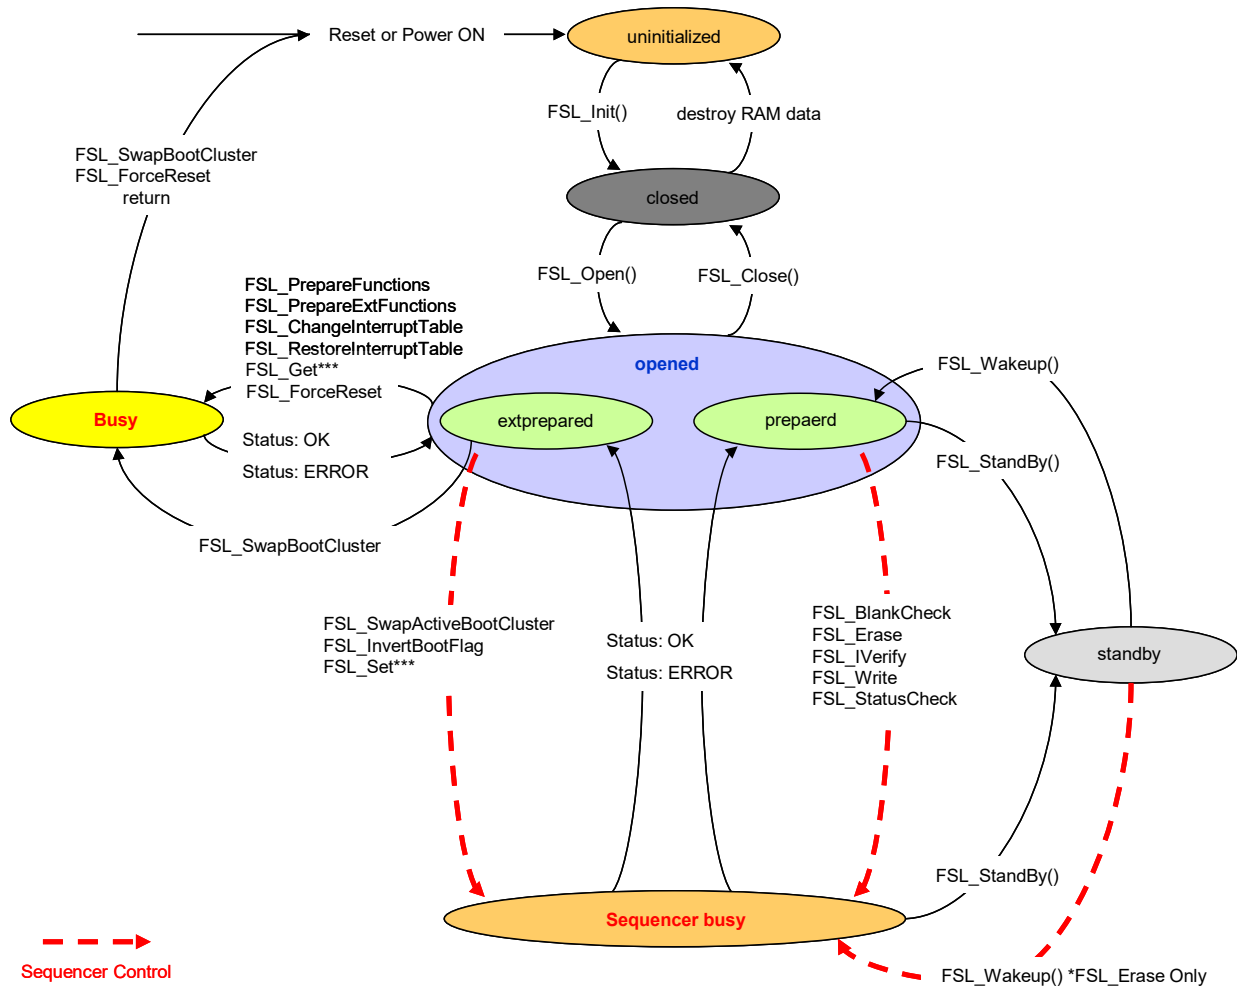 Reset or Power ON
uninitialized
FSL_Init()
destroy RAM data
FSL_SwapBootCluster
FSL_ForceReset
return
closed
FSL_Open()
FSL_Close()
FSL_PrepareFunctions
FSL_PrepareExtFunctions
FSL_ChangeInterruptTable
FSL_RestoreInterruptTable
FSL_Get***
FSL_ForceReset
opened
FSL_Wakeup()
Busy
extprepared
prepaerd
Status: OK
Status: ERROR
FSL_StandBy()
FSL_SwapBootCluster
FSL_SwapActiveBootCluster
FSL_InvertBootFlag
FSL_Set***
Status: OK
Status: ERROR
FSL_BlankCheck
FSL_Erase
FSL_IVerify
FSL_Write
FSL_StatusCheck
standby
FSL_StandBy()
Sequencer busy
Sequencer Control
FSL_Wakeup() *FSL_Erase Only